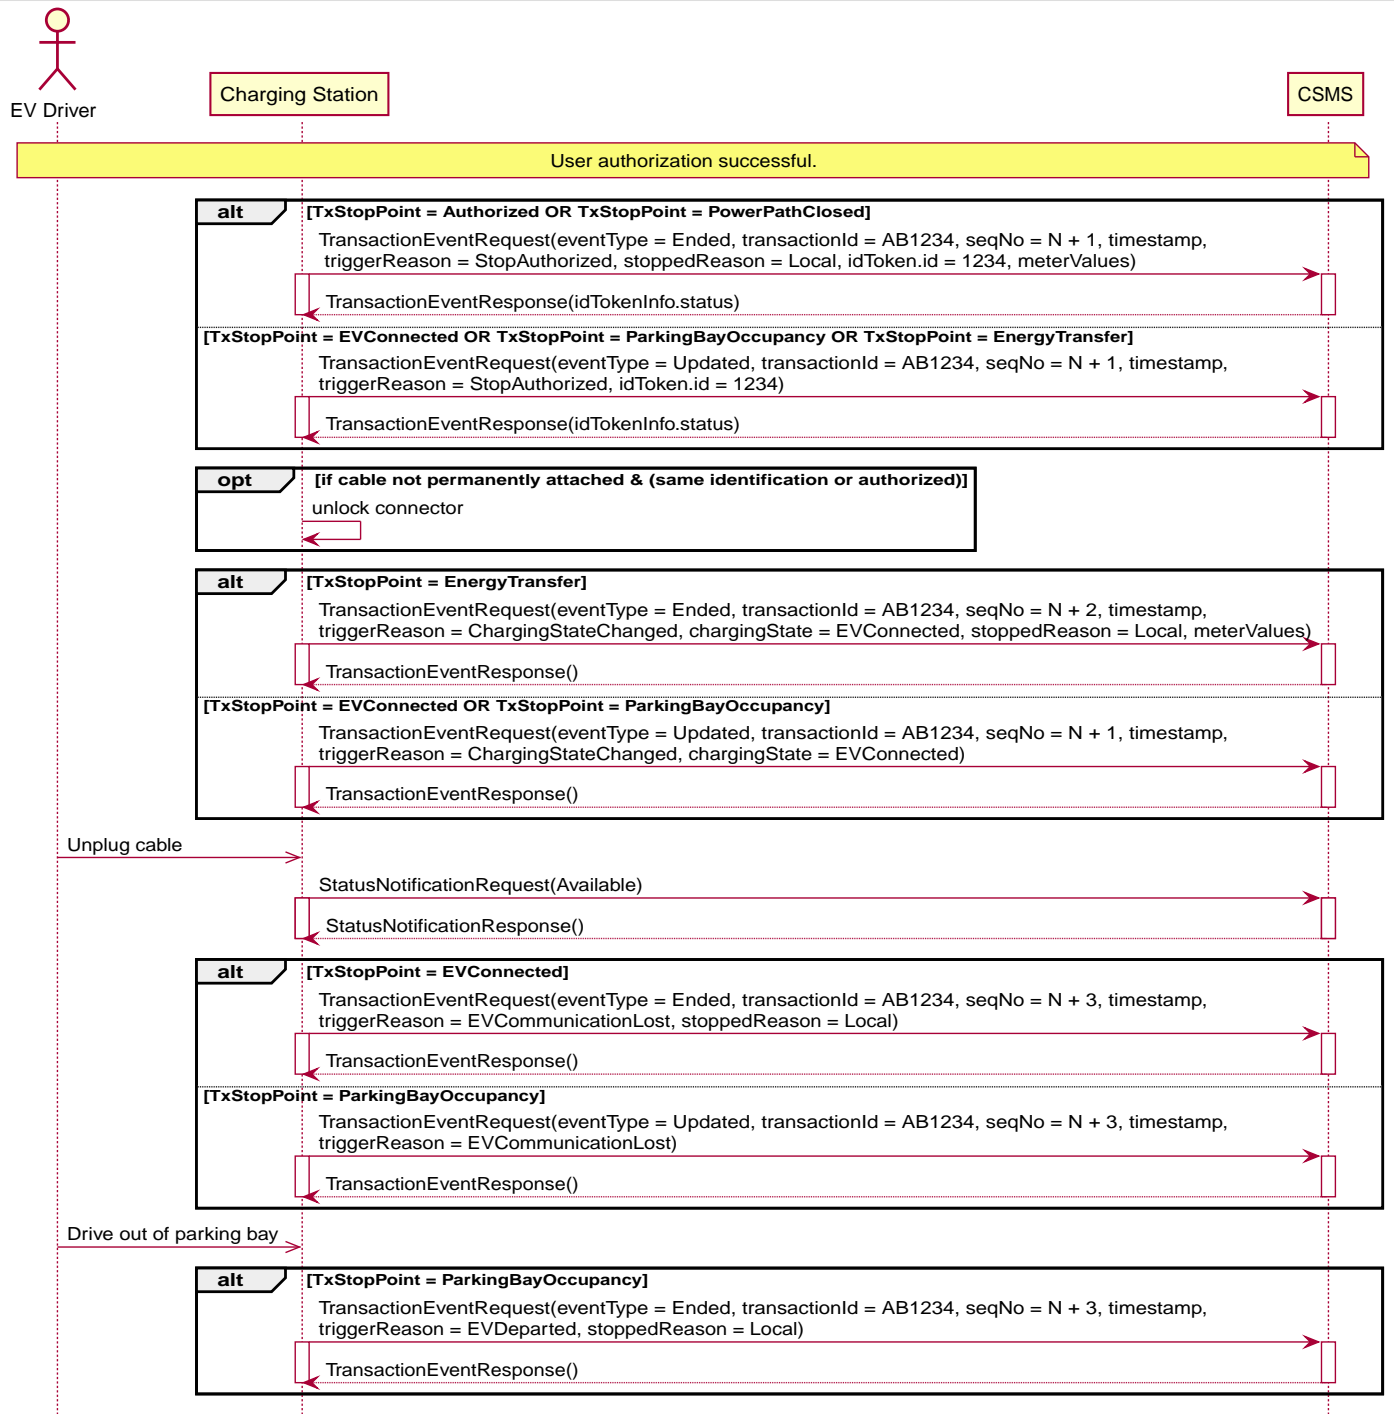 EV Driver
Charging Station
CSMS
User authorization successful.
alt
[TxStopPoint = Authorized OR TxStopPoint = PowerPathClosed]
TransactionEventRequest(eventType = Ended, transactionId = AB1234, seqNo = N + 1, timestamp,
triggerReason = StopAuthorized, stoppedReason = Local, idToken.id = 1234, meterValues)
TransactionEventResponse(idTokenInfo.status)
[TxStopPoint = EVConnected OR TxStopPoint = ParkingBayOccupancy OR TxStopPoint = EnergyTransfer]
TransactionEventRequest(eventType = Updated, transactionId = AB1234, seqNo = N + 1, timestamp,
triggerReason = StopAuthorized, idToken.id = 1234)
TransactionEventResponse(idTokenInfo.status)
opt
[if cable not permanently attached & (same identification or authorized)]
unlock connector
alt
[TxStopPoint = EnergyTransfer]
TransactionEventRequest(eventType = Ended, transactionId = AB1234, seqNo = N + 2, timestamp,
triggerReason = ChargingStateChanged, chargingState = EVConnected, stoppedReason = Local, meterValues)
TransactionEventResponse()
[TxStopPoint = EVConnected OR TxStopPoint = ParkingBayOccupancy]
TransactionEventRequest(eventType = Updated, transactionId = AB1234, seqNo = N + 1, timestamp,
triggerReason = ChargingStateChanged, chargingState = EVConnected)
TransactionEventResponse()
Unplug cable
StatusNotificationRequest(Available)
StatusNotificationResponse()
alt
[TxStopPoint = EVConnected]
TransactionEventRequest(eventType = Ended, transactionId = AB1234, seqNo = N + 3, timestamp,
triggerReason = EVCommunicationLost, stoppedReason = Local)
TransactionEventResponse()
[TxStopPoint = ParkingBayOccupancy]
TransactionEventRequest(eventType = Updated, transactionId = AB1234, seqNo = N + 3, timestamp,
triggerReason = EVCommunicationLost)
TransactionEventResponse()
Drive out of parking bay
alt
[TxStopPoint = ParkingBayOccupancy]
TransactionEventRequest(eventType = Ended, transactionId = AB1234, seqNo = N + 3, timestamp,
triggerReason = EVDeparted, stoppedReason = Local)
TransactionEventResponse()